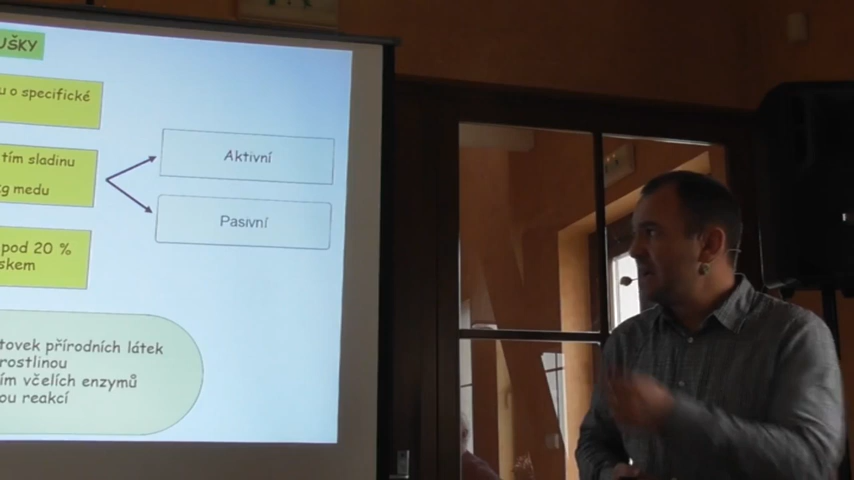 UŠKY
u o specifické
tím sladinu
kg medu
pod 20 %
skem
Aktivní
Pasivní
tovek přírodních látek
rostlinou
ím včelích enzymů
ou reakcí